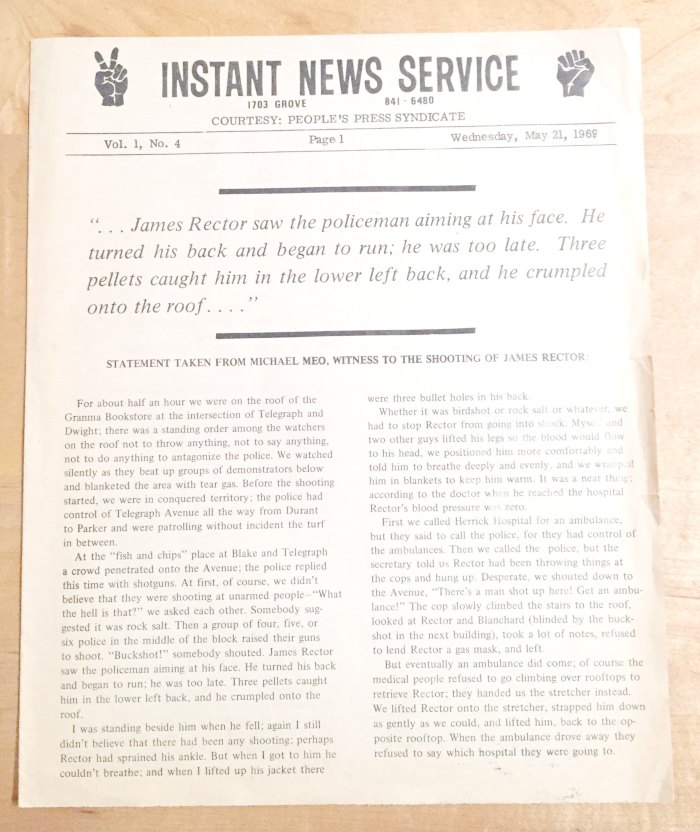 INSTANT NEWS SERVICE
1703 GROVE 841-6480
COURTESY: PEOPLE'S PRESS SYNDICATE
Vol. 1, No. 4 Page 1 Wednesday, May 21, 1969
“. . . James Rector saw the policeman aiming at his face. He
turned his back and began to run; he was too late. Three
pellets caught him in the lower left back, and he crumpled
onto the roof . . . .”
STATEMENT TAKEN FROM MICHAEL MEO, WITNESS TO THE SHOOTING OF JAMES RECTOR:
For about half an hour we were on the roof of the
Granma Bookstore at the intersection of Telegraph and
Dwight; there was a standing order among the watchers
on the roof not to throw anything, not to say anything,
not to do anything to antagonize the police. We watched
silently as they beat up groups of demonstrators below
and blanketed the area with tear gas. Before the shooting
started, we were in conquered territory; the police had
control of Telegraph Avenue all the way from Durant
to Parker and were patrolling without incident the turf
in between.
At the “fish and chips” place at Blake and Telegraph
a crowd penetrated onto the Avenue; the police replied
this time with shotguns. At first, of course, we didn't
believe that they were shooting at unarmed people—“What
the hell is that?” we asked each other. Somebody sug-
gested it was rock salt. Then a group of four, five, or
six police in the middle of the block raised their guns
to shoot. “Buckshot!” somebody shouted. James Rector
saw the policeman aiming at his face. He turned his back
and began to run; he was too late. Three pellets caught
him in the lower left back, and he crumpled onto the
roof.
I was standing beside him when he fell; again I still
didn't believe that there had been any shooting; perhaps
Rector had sprained his ankle. But when I got to him he
couldn't breathe; and when I lifted up his jacket there
were three bullet holes in his back.
Whether it was birdshot or rock salt or whatever, we
had to stop Rector from going into shock. Myself and
two other guys lifted his legs so the blood would flow
to his head, we positioned him more comfortably and
told him to breathe deeply and evenly, and we wrapped
him in blankets to keep him warm. It was a near thing;
according to the doctor when he reached the hospital
Rector's blood pressure was zero.
First we called Herrick Hospital for an ambulance,
but they said to call the police, for they had control of
the ambulances. Then we called the police, but the
secretary told us Rector had been throwing things at
the cops and hung up. Desperate, we shouted down to
the Avenue, “There's a man shot up here! Get an ambu-
lance!” The cop slowly climbed the stairs to the roof,
looked at Rector and Blanchard (blinded by the buck-
shot in the next building), took a lot of notes, refused
to lend Rector a gas mask, and left.
But eventually an ambulance did come; of course the
medical people refused to go climbing over rooftops to
retrieve Rector; they handed us the stretcher instead.
We lifted Rector onto the stretcher, strapped him down
as gently as we could, and lifted him, back to the op-
posite rooftop. When the ambulance drove away they
refused to say which hospital they were going to.